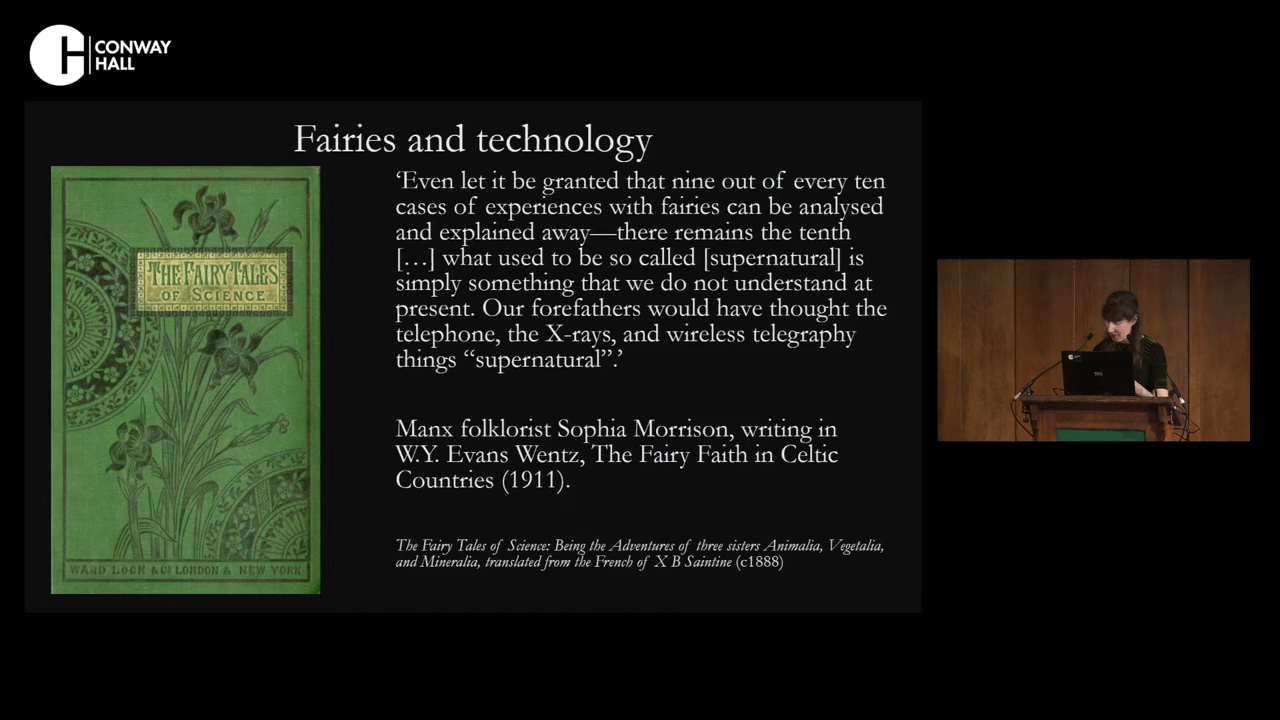 CONWAY
HALL
Fairies and technology
‘Even let it be granted that nine out of every ten
cases of experiences with fairies can be analysed
and explained away—there remains the tenth
[…] what used to be so called [supernatural] is
simply something that we do not understand at
present. Our forefathers would have thought the
telephone, the X-rays, and wireless telegraphy
things “supernatural”.’
Manx folklorist Sophia Morrison, writing in
W.Y. Evans Wentz, The Fairy Faith in Celtic
Countries (1911).
The Fairy Tales of Science: Being the Adventures of three sisters Animalia, Vegetalia,
and Mineralia, translated from the French of X B Saintine (c1888)
THE FAIRY TALES
OF SCIENCE
WARD LOCK & Co LONDON & NEW YORK